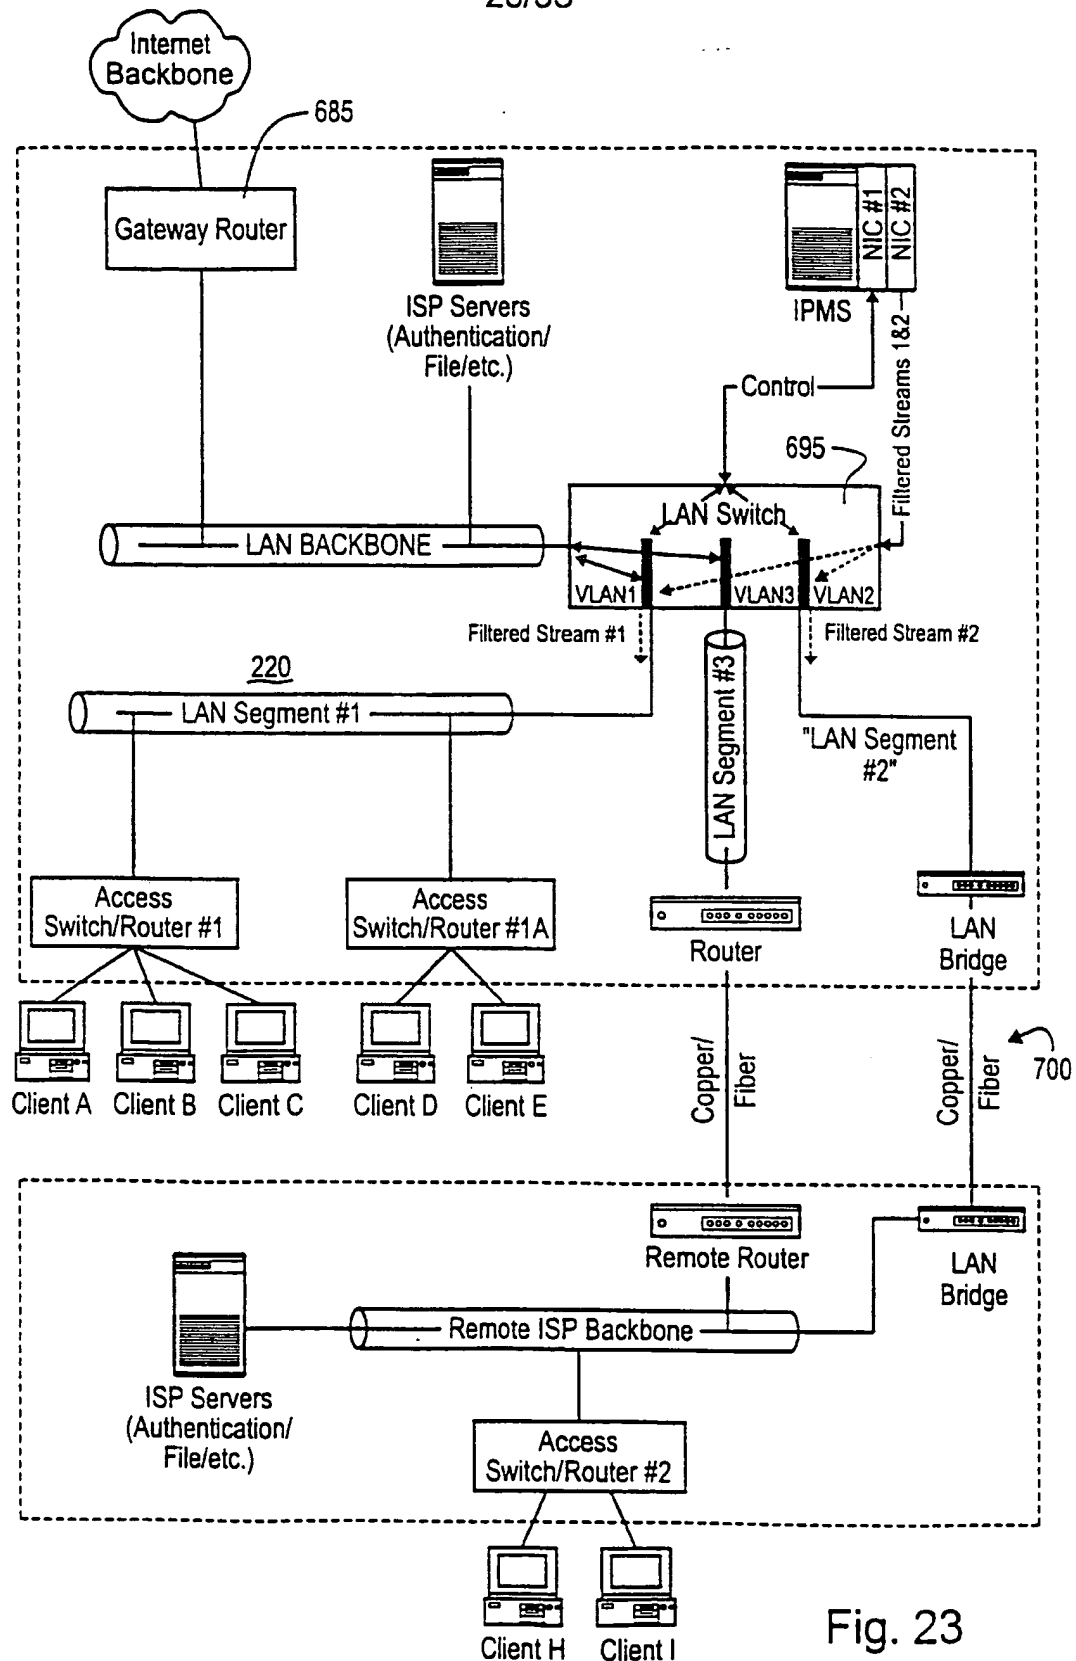 Internet
Backbone
685
Gateway Router
ISP Servers
(Authentication/
File/etc.)
NIC #1
NIC #2
IPMS
Filtered Streams 1&2
Control
695
LAN Switch
LAN BACKBONE
VLAN1
VLAN3
VLAN2
Filtered Stream #1
Filtered Stream #2
220
LAN Segment #1
LAN Segment #3
"LAN Segment
#2"
Access
Switch/Router #1
Access
Switch/Router #1A
Router
LAN
Bridge
Client A
Client B
Client C
Client D
Client E
Copper/
Fiber
Copper/
Fiber
700
Remote Router
LAN
Bridge
Remote ISP Backbone
ISP Servers
(Authentication/
File/etc.)
Access
Switch/Router #2
Client H
Client I
Fig. 23